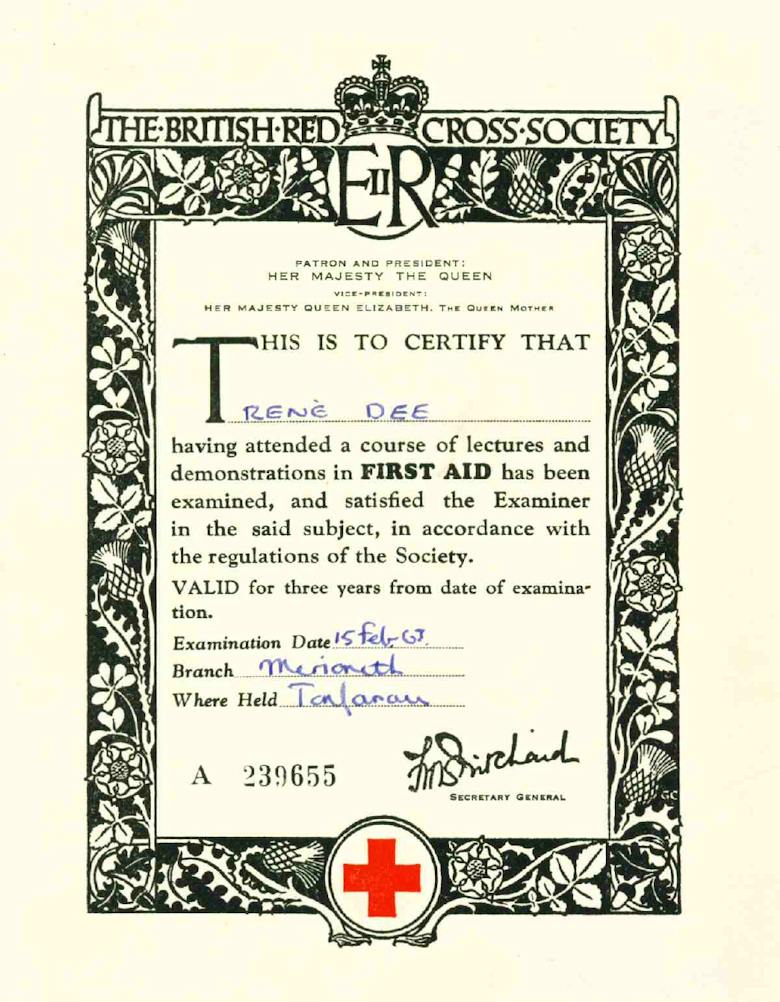 THE·BRITISH·RED CROSS·SOCIETY
EIIR
PATRON AND PRESIDENT:
HER MAJESTY THE QUEEN
VICE-PRESIDENT:
HER MAJESTY QUEEN ELIZABETH, THE QUEEN MOTHER
THIS IS TO CERTIFY THAT
RENÈ DEE
having attended a course of lectures and
demonstrations in FIRST AID has been
examined, and satisfied the Examiner
in the said subject, in accordance with
the regulations of the Society.
VALID for three years from date of examina-
tion.
Examination Date 15 Feb
Branch Merioneth
Where Held Tonfanau
A 239655
SECRETARY GENERAL